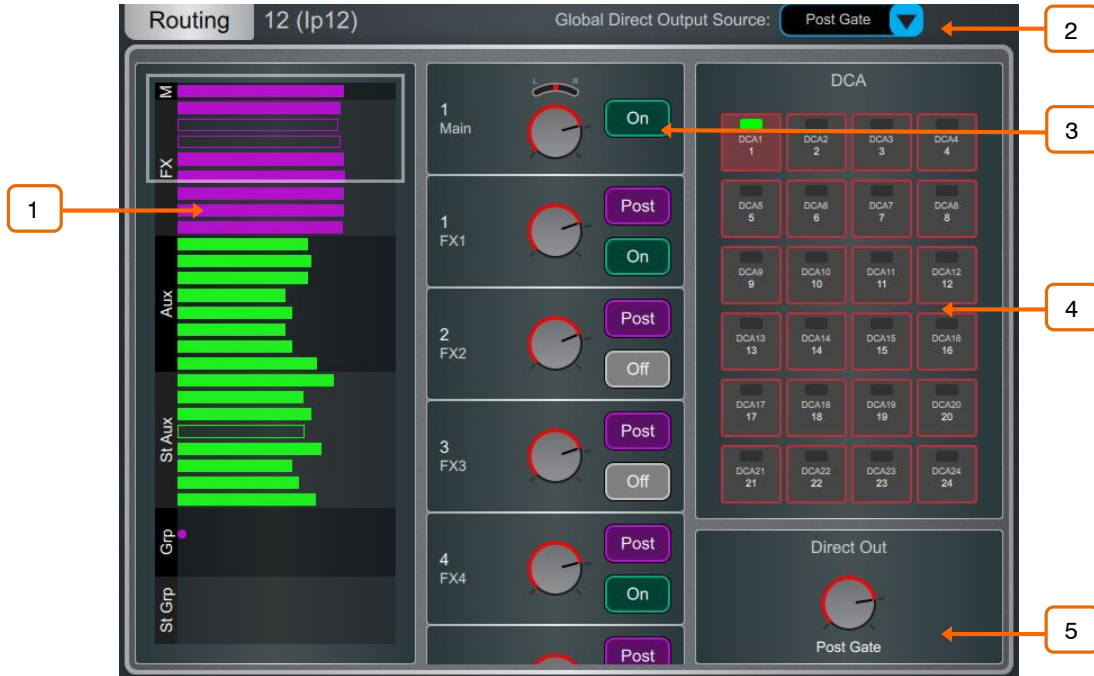 Routing 12 (Ip12) Global Direct Output Source: Post Gate
2
M
FX
Aux
St Aux
Grp
St Grp
1
1
Main
On
L R
1
FX1
Post
On
2
FX2
Post
Off
3
FX3
Post
Off
4
FX4
Post
On
Post
3
DCA
DCA1 DCA2 DCA3 DCA4
1 2 3 4
DCA5 DCA6 DCA7 DCA8
5 6 7 8
DCA9 DCA10 DCA11 DCA12
9 10 11 12
DCA13 DCA14 DCA15 DCA16
13 14 15 16
DCA17 DCA18 DCA19 DCA20
17 18 19 20
DCA21 DCA22 DCA23 DCA24
21 22 23 24
4
Direct Out
Post Gate
5